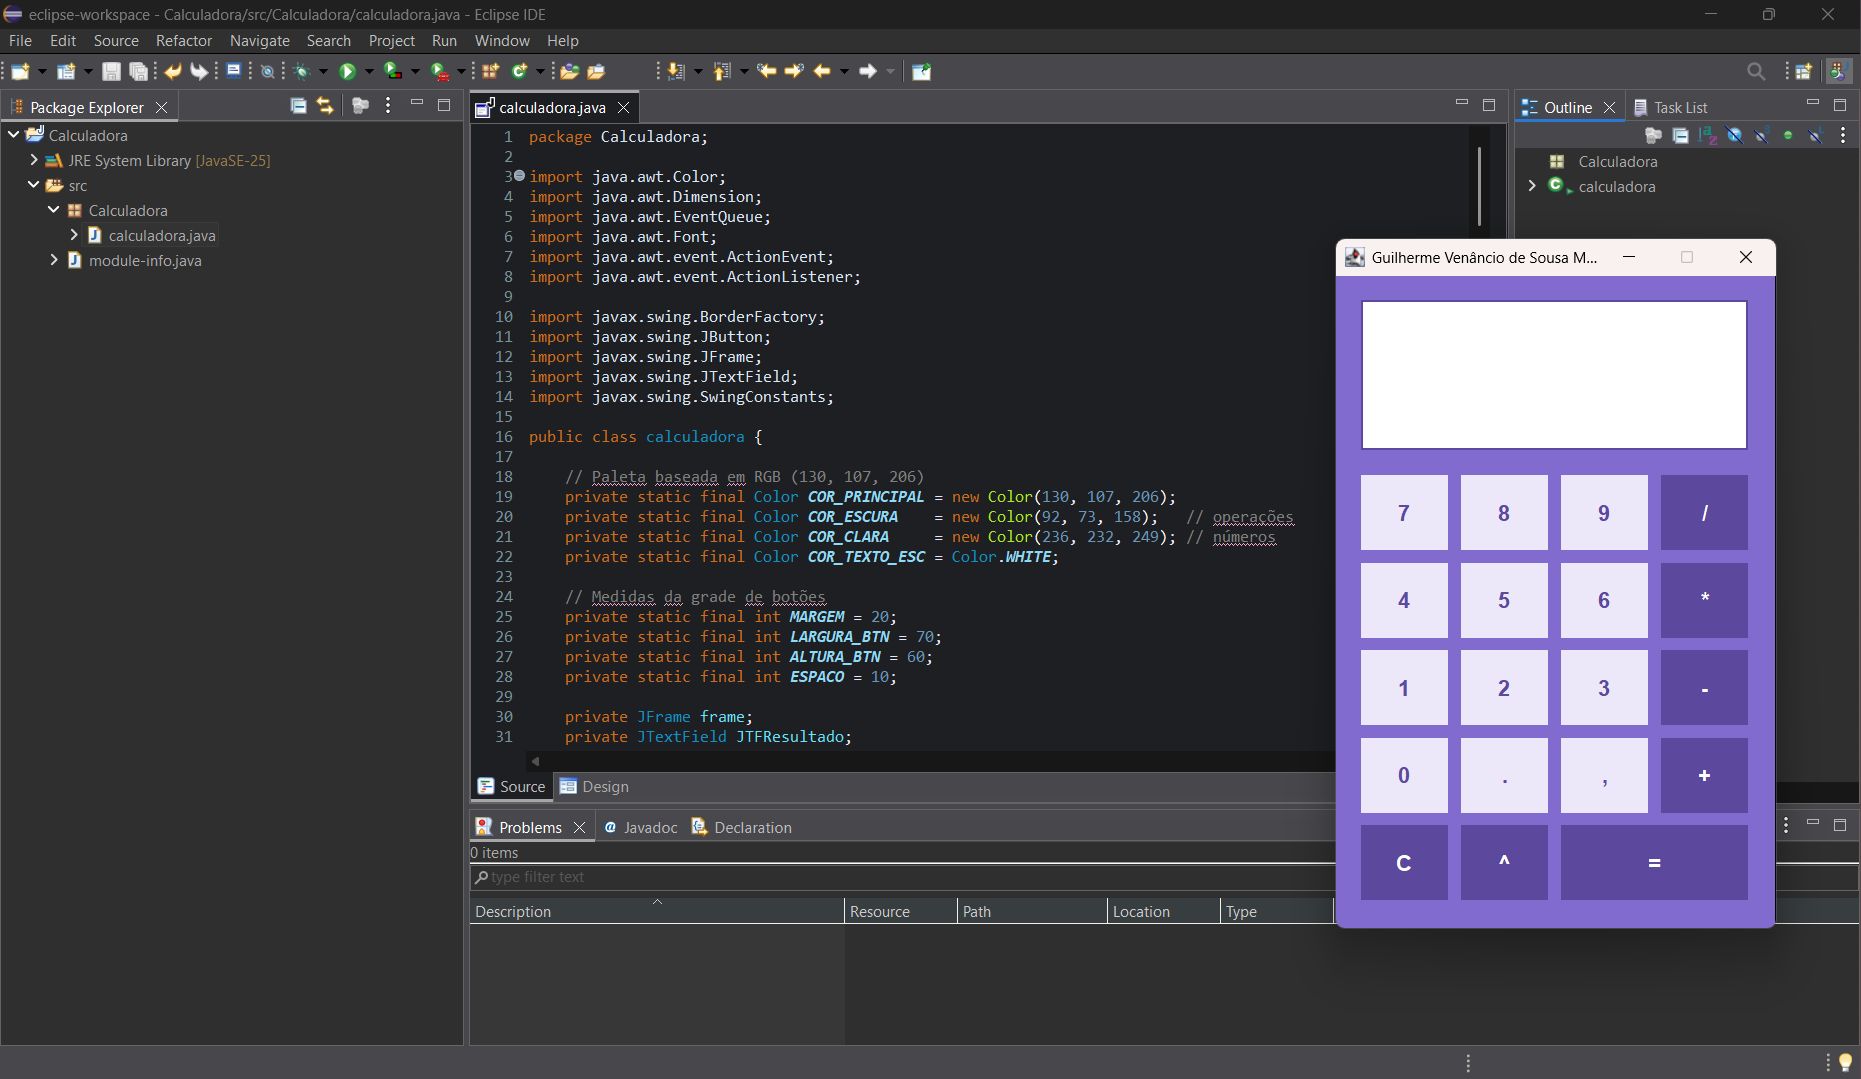 eclipse-workspace - Calculadora/src/Calculadora/calculadora.java - Eclipse IDE
File Edit Source Refactor Navigate Search Project Run Window Help
Package Explorer
Calculadora
JRE System Library [JavaSE-25]
src
Calculadora
calculadora.java
module-info.java
calculadora.java
1 package Calculadora;
2
3 import java.awt.Color;
4 import java.awt.Dimension;
5 import java.awt.EventQueue;
6 import java.awt.Font;
7 import java.awt.event.ActionEvent;
8 import java.awt.event.ActionListener;
9
10 import javax.swing.BorderFactory;
11 import javax.swing.JButton;
12 import javax.swing.JFrame;
13 import javax.swing.JTextField;
14 import javax.swing.SwingConstants;
15
16 public class calculadora {
17
18 // Paleta baseada em RGB (130, 107, 206)
19 private static final Color COR_PRINCIPAL = new Color(130, 107, 206);
20 private static final Color COR_ESCURA = new Color(92, 73, 158); // operações
21 private static final Color COR_CLARA = new Color(236, 232, 249); // números
22 private static final Color COR_TEXTO_ESC = Color.WHITE;
23
24 // Medidas da grade de botões
25 private static final int MARGEM = 20;
26 private static final int LARGURA_BTN = 70;
27 private static final int ALTURA_BTN = 60;
28 private static final int ESPACO = 10;
29
30 private JFrame frame;
31 private JTextField JTFResultado;
Source Design
Problems Javadoc Declaration
0 items
type filter text
Description Resource Path Location Type
Outline Task List
Calculadora
calculadora
Guilherme Venâncio de Sousa M...
7 8 9 /
4 5 6 *
1 2 3 -
0 . , +
C ^ =